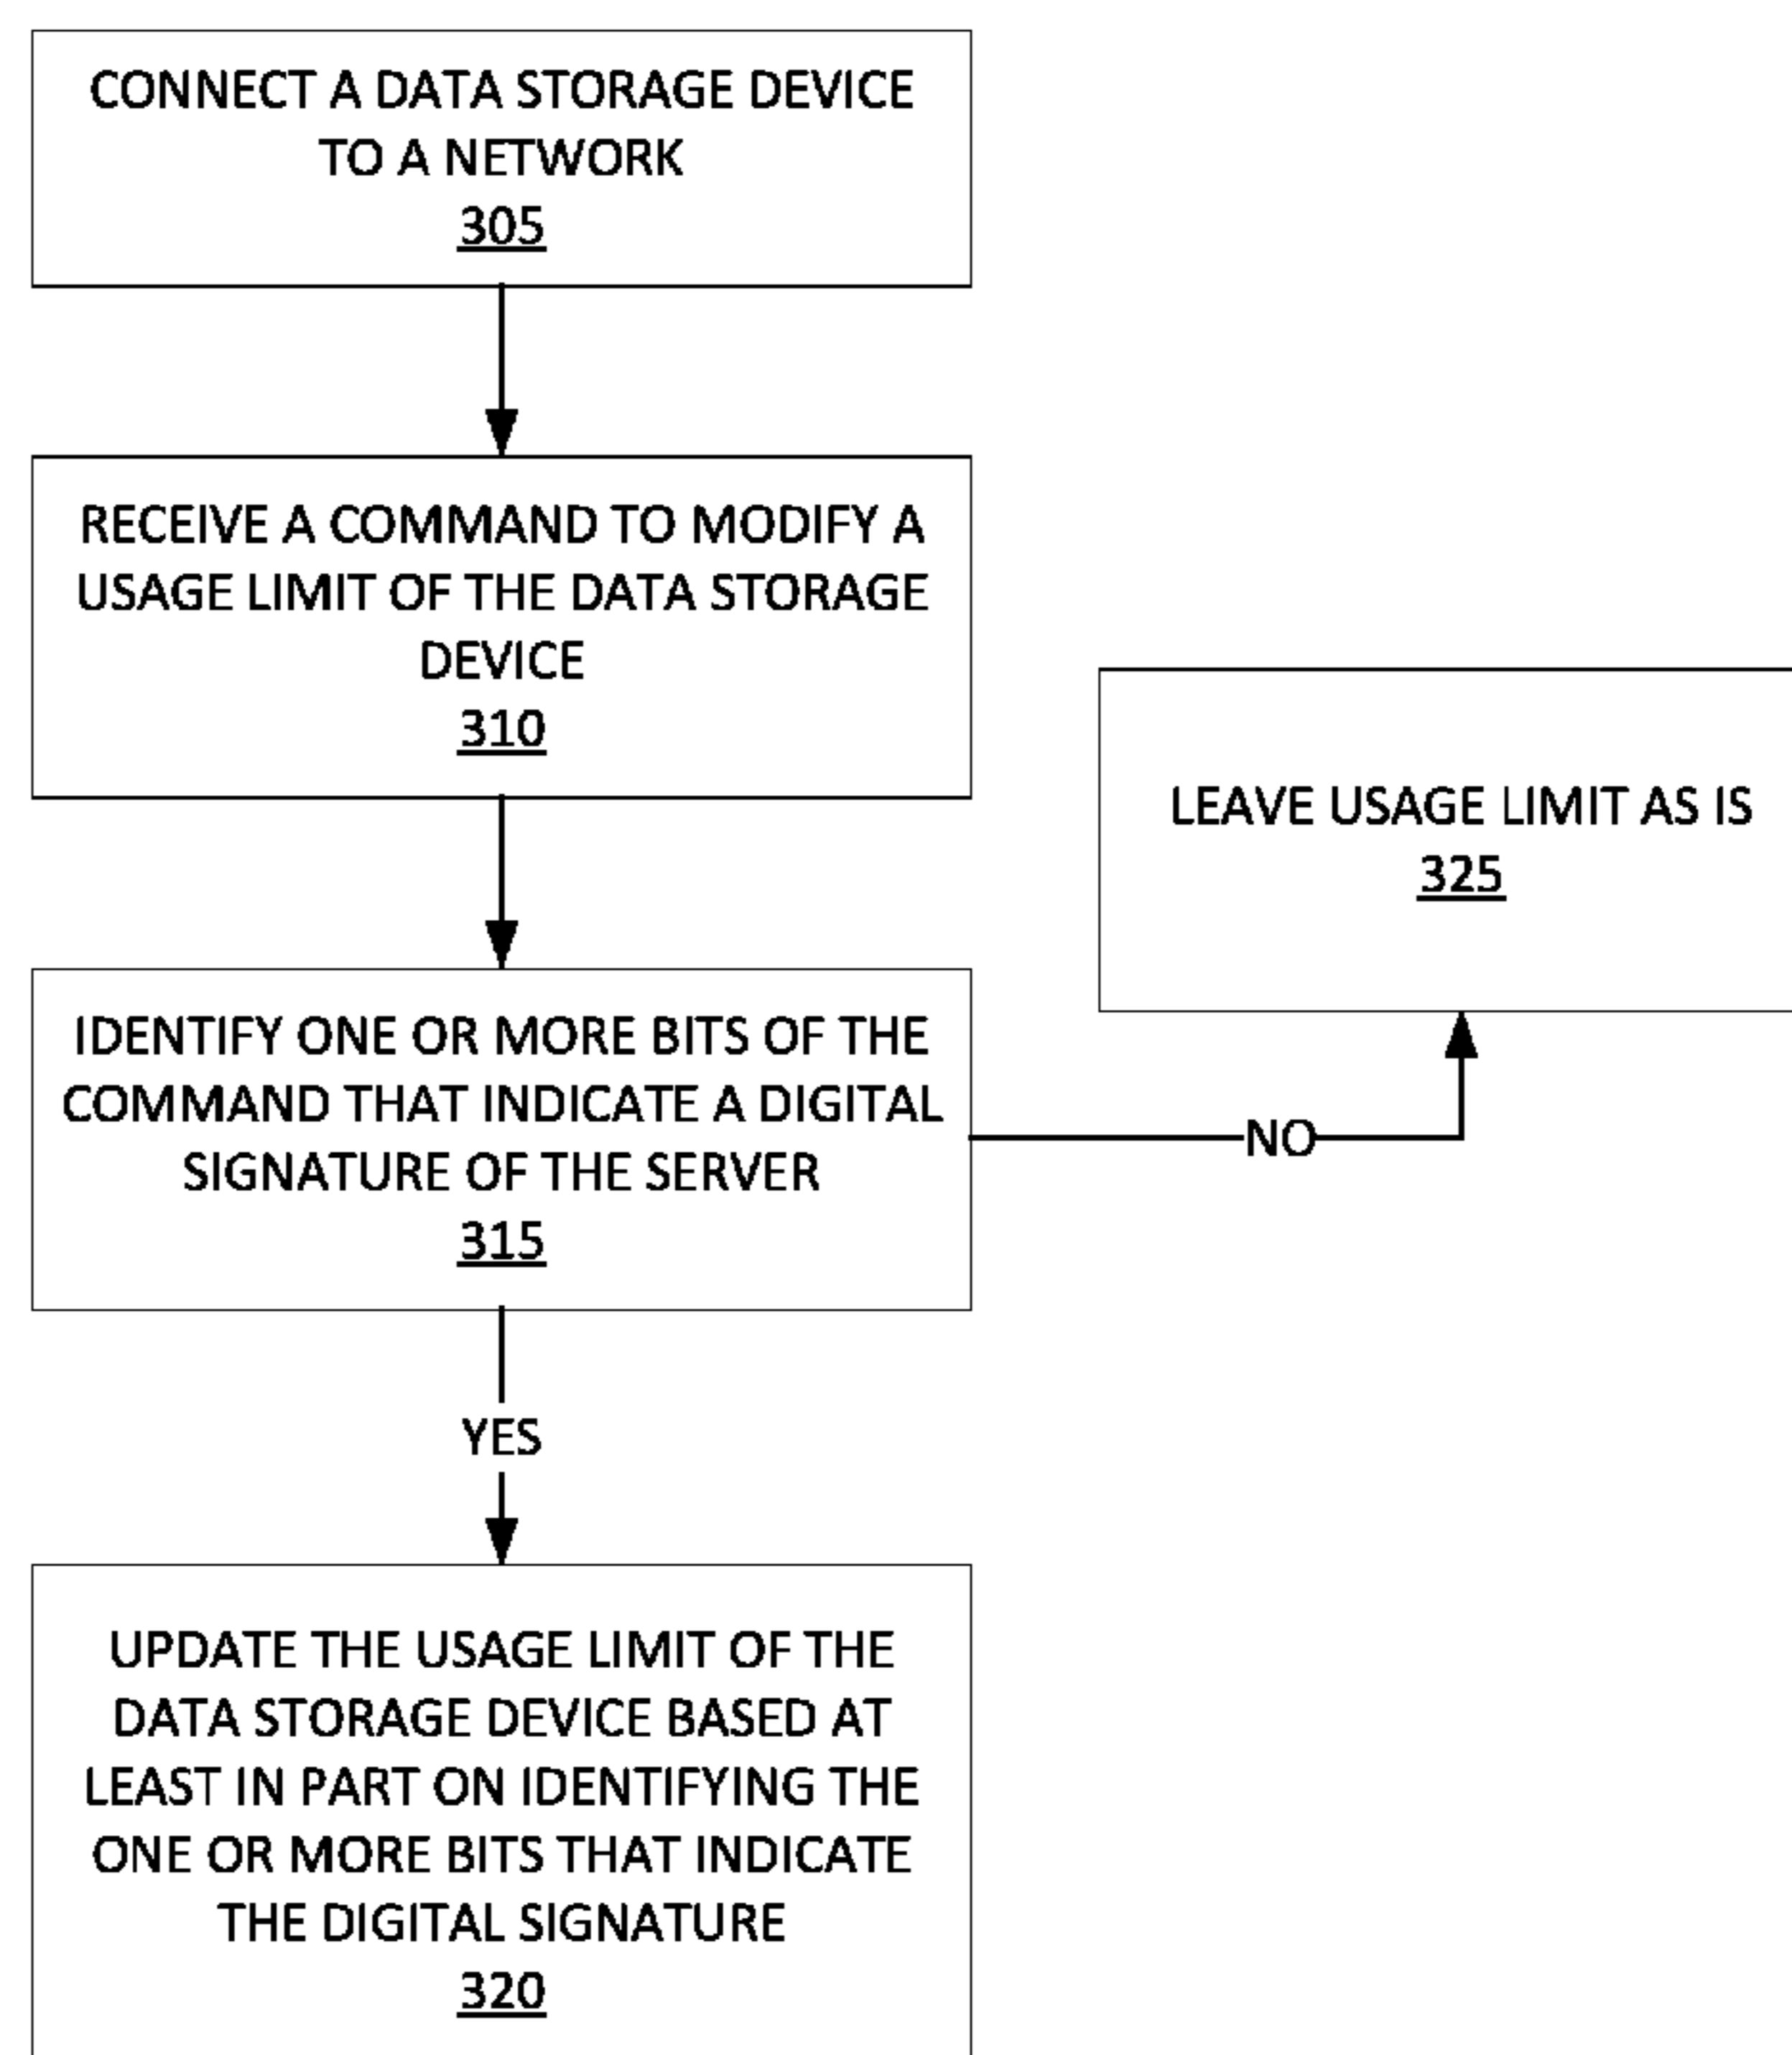 CONNECT A DATA STORAGE DEVICE
TO A NETWORK
305
RECEIVE A COMMAND TO MODIFY A
USAGE LIMIT OF THE DATA STORAGE
DEVICE
310
LEAVE USAGE LIMIT AS IS
325
IDENTIFY ONE OR MORE BITS OF THE
COMMAND THAT INDICATE A DIGITAL
SIGNATURE OF THE SERVER
315
NO
YES
UPDATE THE USAGE LIMIT OF THE
DATA STORAGE DEVICE BASED AT
LEAST IN PART ON IDENTIFYING THE
ONE OR MORE BITS THAT INDICATE
THE DIGITAL SIGNATURE
320